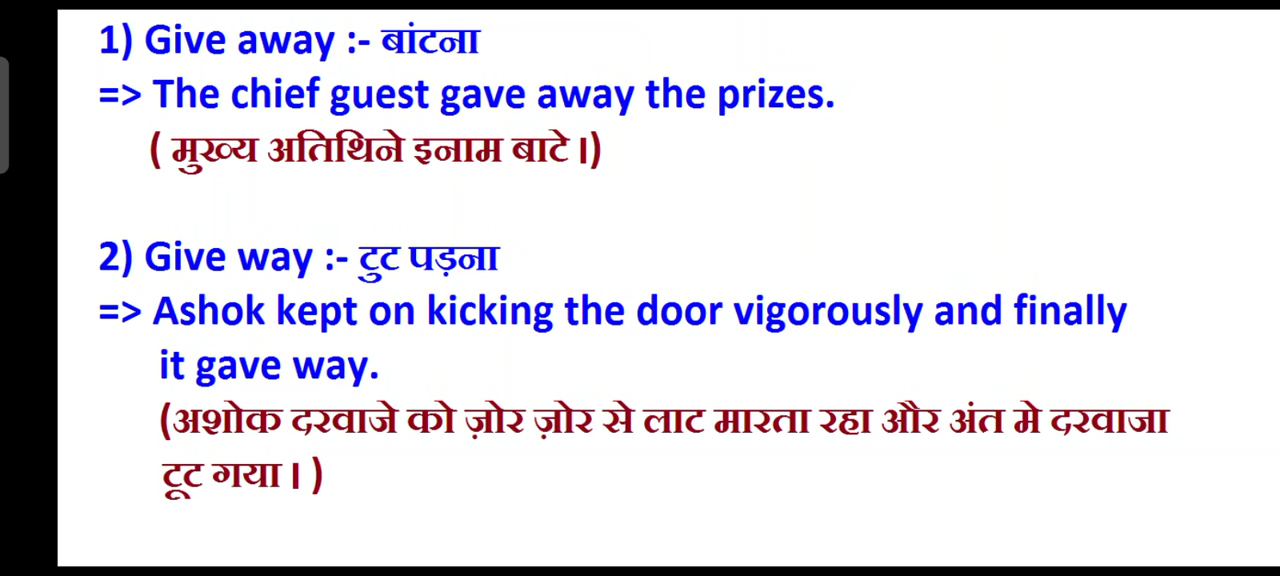 1) Give away :- बांटना
=> The chief guest gave away the prizes.
( मुख्य अतिथिने इनाम बाटे।)
2) Give way :- टुट पड़ना
=> Ashok kept on kicking the door vigorously and finally
it gave way.
(अशोक दरवाजे को ज़ोर ज़ोर से लाट मारता रहा और अंत मे दरवाजा
टूट गया। )